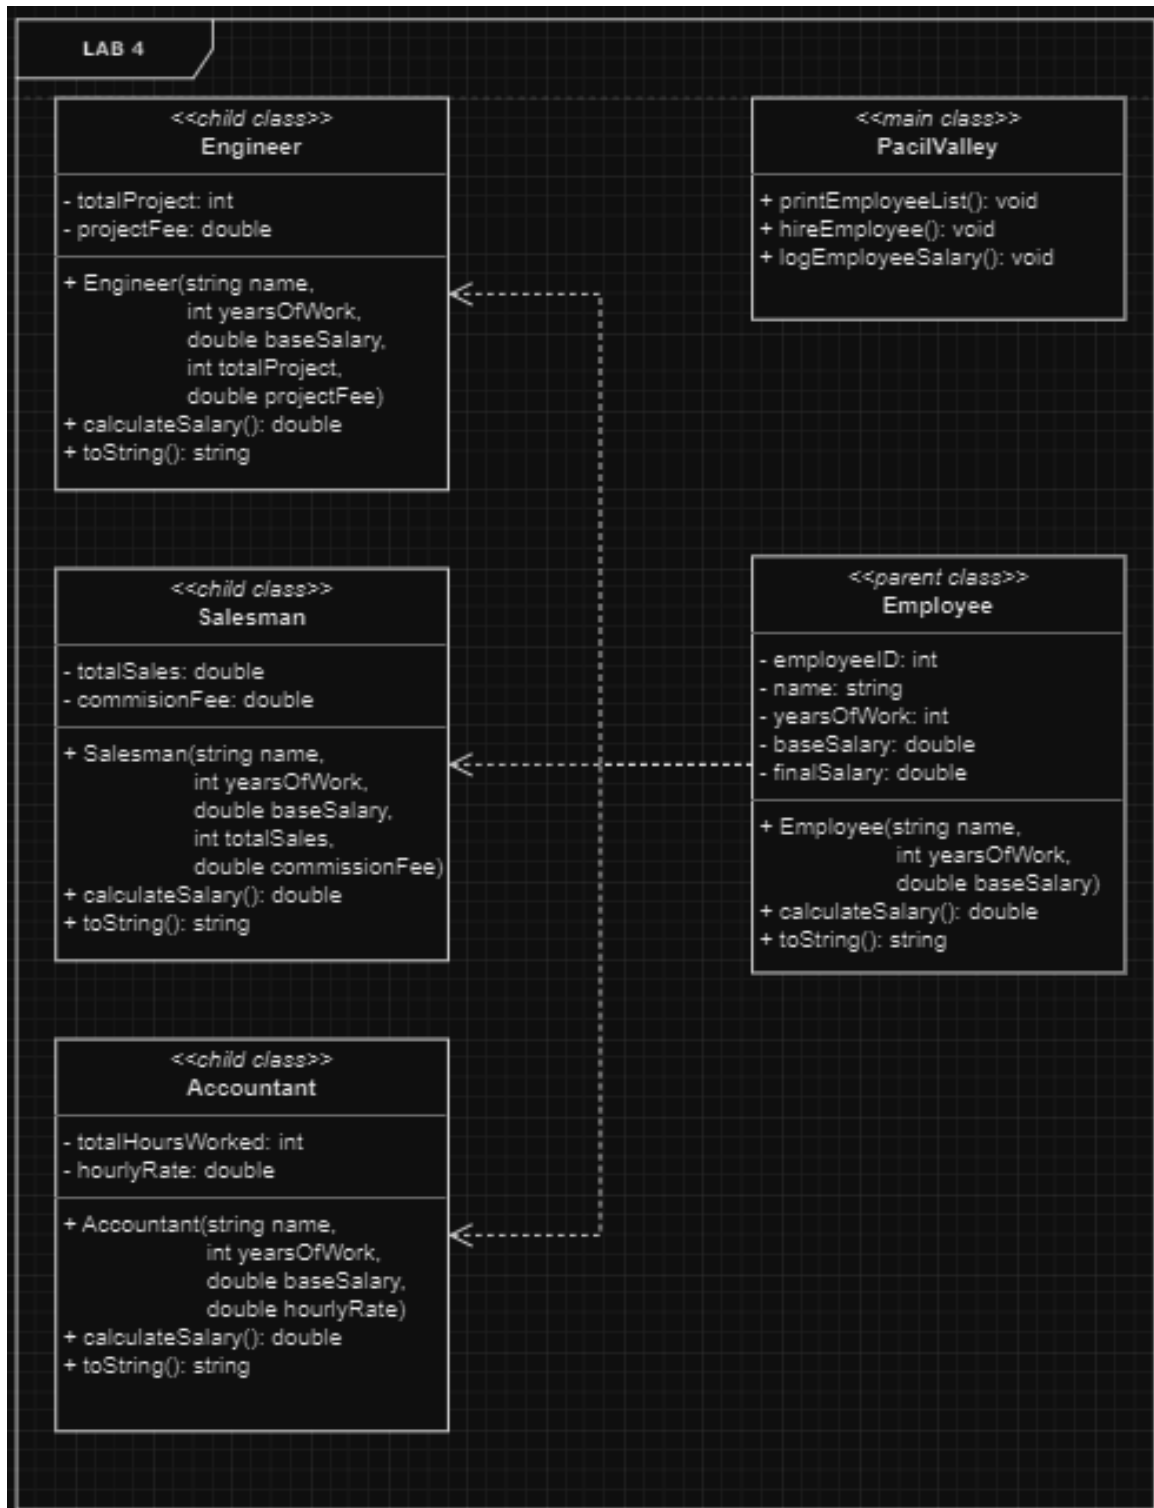 LAB 4
<<child class>>
Engineer
- totalProject: int
- projectFee: double
+ Engineer(string name,
int yearsOfWork,
double baseSalary,
int totalProject,
double projectFee)
+ calculateSalary(): double
+ toString(): string
<<main class>>
PacilValley
+ printEmployeeList(): void
+ hireEmployee(): void
+ logEmployeeSalary(): void
<<child class>>
Salesman
- totalSales: double
- commisionFee: double
+ Salesman(string name,
int yearsOfWork,
double baseSalary,
int totalSales,
double commissionFee)
+ calculateSalary(): double
+ toString(): string
<<parent class>>
Employee
- employeeID: int
- name: string
- yearsOfWork: int
- baseSalary: double
- finalSalary: double
+ Employee(string name,
int yearsOfWork,
double baseSalary)
+ calculateSalary(): double
+ toString(): string
<<child class>>
Accountant
- totalHoursWorked: int
- hourlyRate: double
+ Accountant(string name,
int yearsOfWork,
double baseSalary,
double hourlyRate)
+ calculateSalary(): double
+ toString(): string